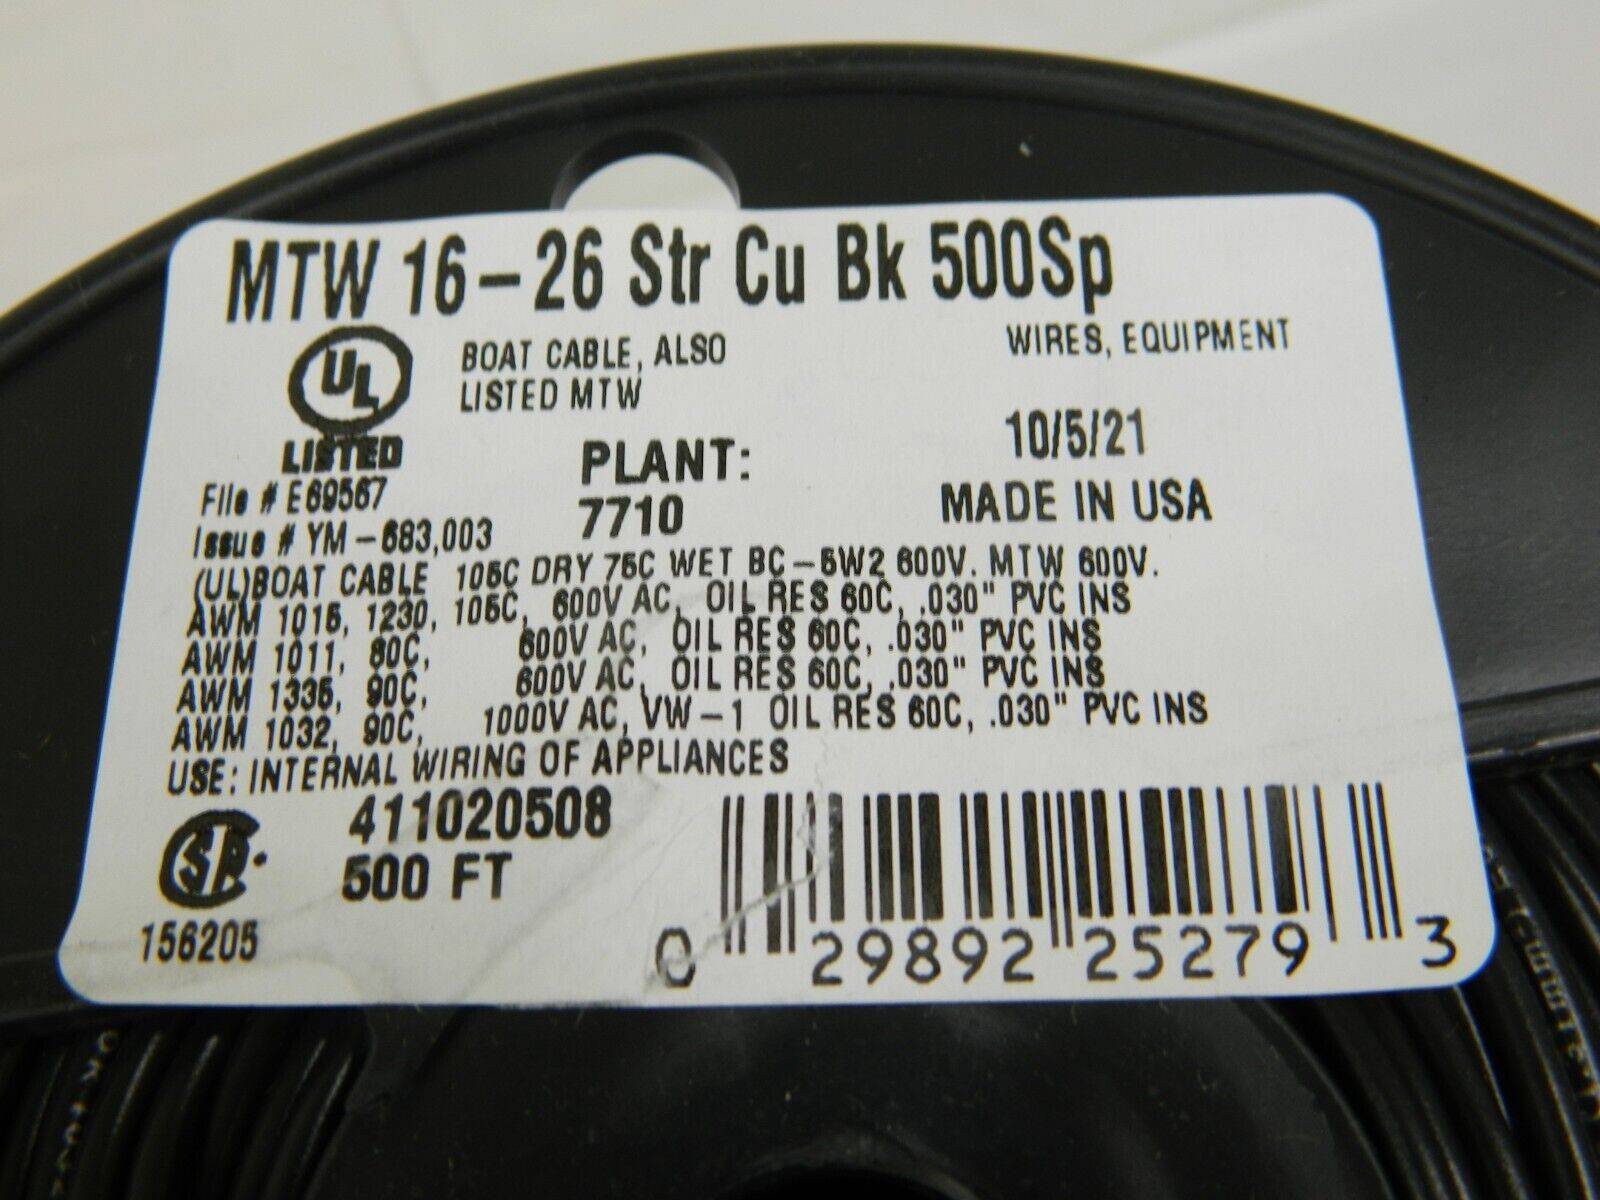 MTW 16-26 Str Cu Bk 500Sp
UL
LISTED
BOAT CABLE, ALSO
LISTED MTW
WIRES, EQUIPMENT
10/5/21
File # E69567
PLANT:
7710
MADE IN USA
Issue # YM-683,003
(UL)BOAT CABLE 105C DRY 75C WET BC-5W2 600V. MTW 600V.
AWM 1015, 1230, 105C, 600V AC, OIL RES 60C, .030" PVC INS
AWM 1011, 80C, 600V AC, OIL RES 60C, .030" PVC INS
AWM 1335, 90C, 600V AC, OIL RES 60C, .030" PVC INS
AWM 1032, 90C, 1000V AC, VW-1 OIL RES 60C, .030" PVC INS
USE: INTERNAL WIRING OF APPLIANCES
411020508
500 FT
156205
0 29892 25279 3